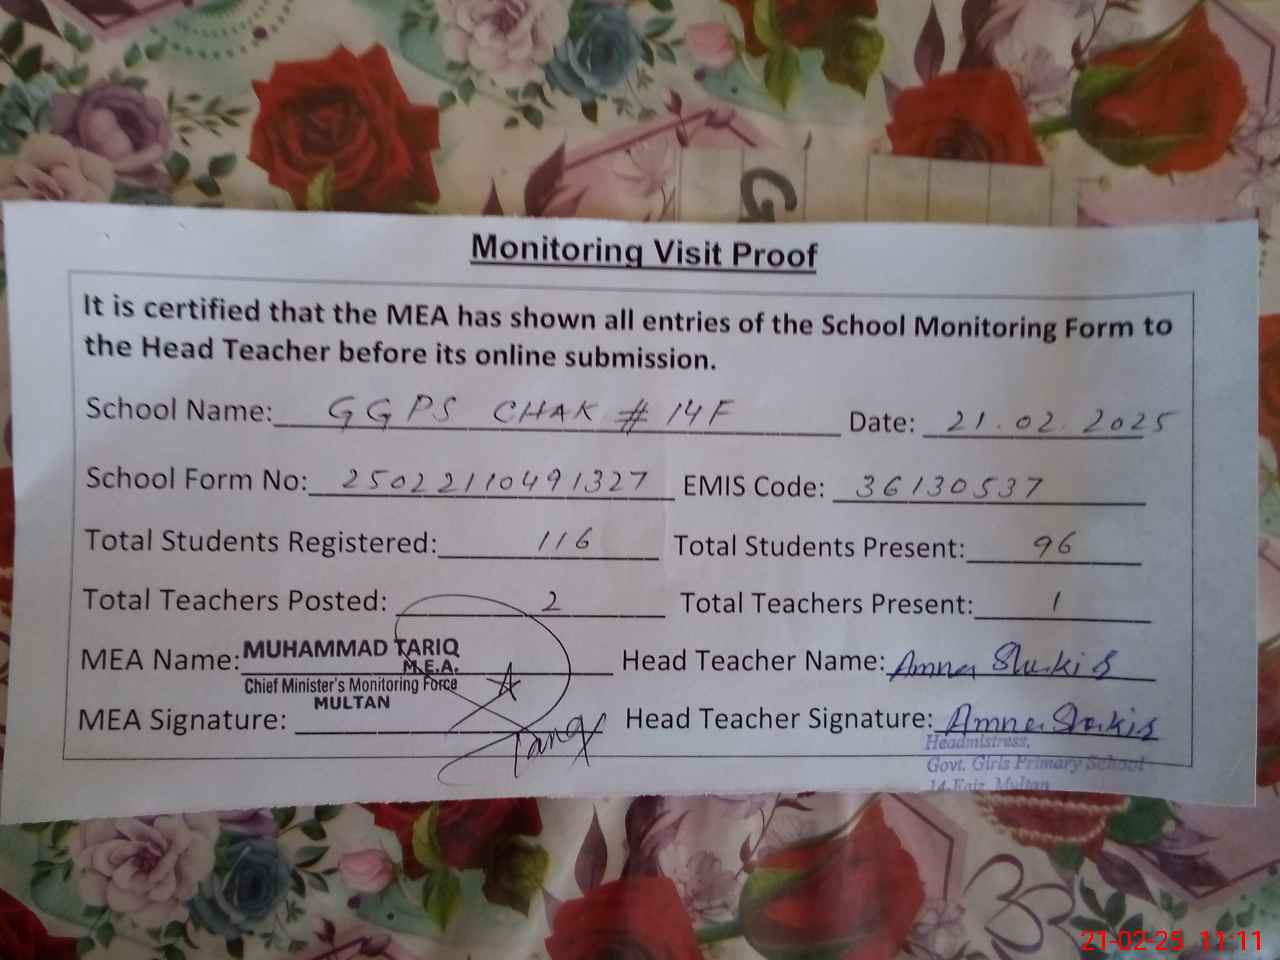 G
Monitoring Visit Proof
It is certified that the MEA has shown all entries of the School Monitoring Form to
the Head Teacher before its online submission.
School Name: GGPS CHAK # 14F Date: 21.02.2025
School Form No: 25022110491327 EMIS Code: 36130537
Total Students Registered: 116 Total Students Present: 96
Total Teachers Posted: 2 Total Teachers Present: 1
MEA Name: MUHAMMAD TARIQ Head Teacher Name: Amna Shakir
M.E.A.
Chief Minister's Monitoring Force
MULTAN
MEA Signature: Tariq Head Teacher Signature: Amna Shakir
Headmistress,
Govt. Girls Primary School
14-Faiz, Multan
21-02-25 11:11